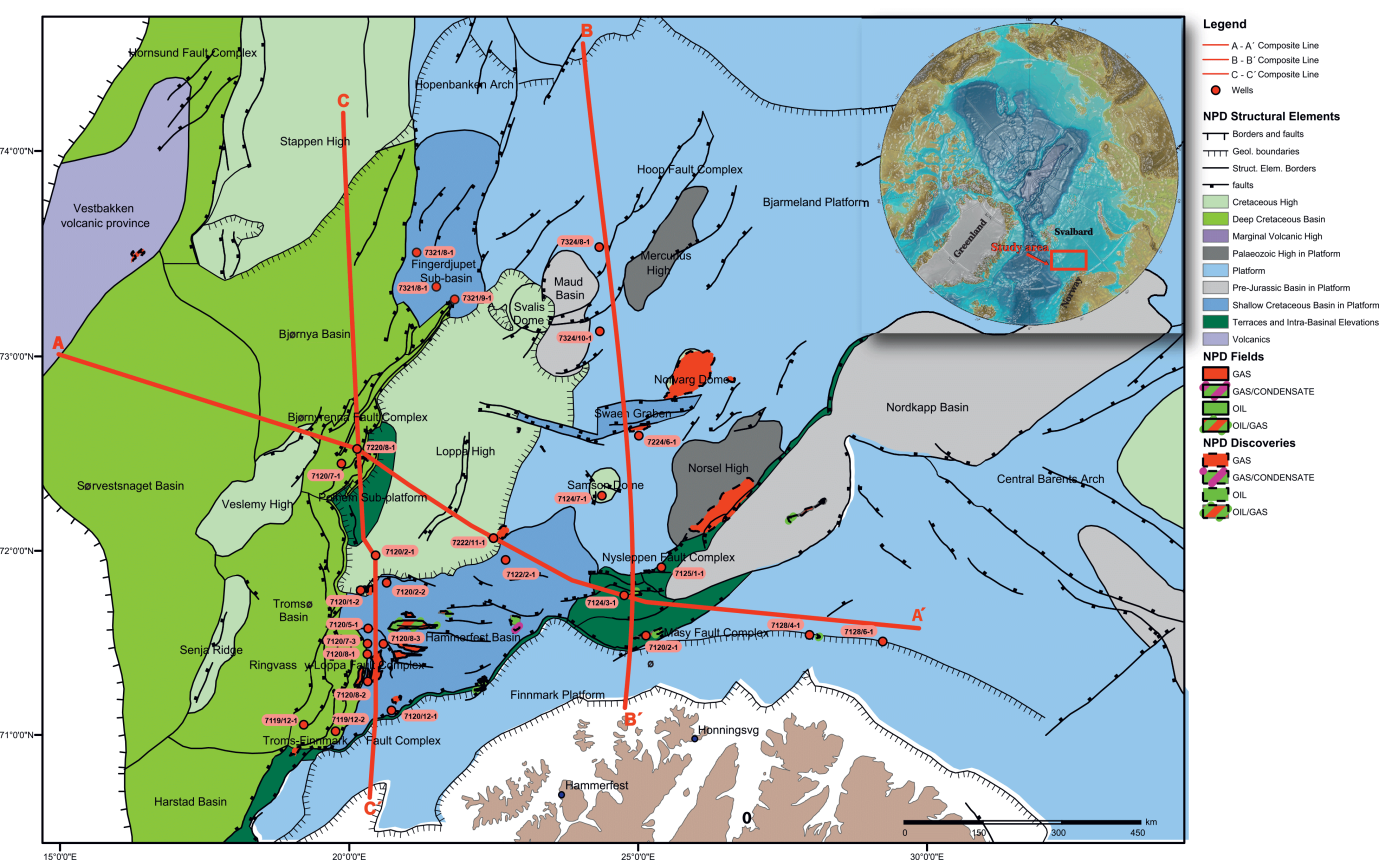 Hornsund Fault Complex
B
Hopenbanken Arch
C
74°0'0"N
Stappen High
Hoop Fault Complex
Bjarmeland Platform
Vestbakken
volcanic province
7324/8-1
7321/8-1
Fingerdjupet
Sub-basin
Mercurius
High
7321/8-1
7321/9-1
Maud
Basin
Svalis
Dome
Bjørnya Basin
7324/10-1
A
73°0'0"N
Norvarg Dome
Bjørnyrenna Fault Complex
Swaen Graben
Nordkapp Basin
7220/8-1
7224/6-1
Loppa High
7120/7-1
Norsel High
Sørvestsnaget Basin
Polhem Sub-platform
Samson Dome
Central Barents Arch
Veslemy High
7124/7-1
7222/11-1
72°0'0"N
7120/2-1
Nysleppen Fault Complex
7122/2-1
7125/1-1
7120/2-2
7120/1-2
7124/3-1
Tromsø
Basin
A´
7120/5-1
7128/4-1
7128/6-1
7120/7-3
7120/8-3
Hammerfest Basin
Masy Fault Complex
Senja Ridge
7120/8-1
7120/2-1
ø
Ringvass y-Loppa Fault Complex
7120/8-2
Finnmark Platform
7119/12-1
7119/12-2
7120/12-1
B´
71°0'0"N
Troms-Finnmark Fault Complex
Honningsvg
Hammerfest
Harstad Basin
C´
0
km
0 150 300 450
15°0'0"E 20°0'0"E 25°0'0"E 30°0'0"E
Greenland
Svalbard
Study area
Norway
Legend
A - A´ Composite Line
B - B´ Composite Line
C - C´ Composite Line
Wells
NPD Structural Elements
Borders and faults
Geol. boundaries
Struct. Elem. Borders
faults
Cretaceous High
Deep Cretaceous Basin
Marginal Volcanic High
Palaeozoic High in Platform
Platform
Pre-Jurassic Basin in Platform
Shallow Cretaceous Basin in Platform
Terraces and Intra-Basinal Elevations
Volcanics
NPD Fields
GAS
GAS/CONDENSATE
OIL
OIL/GAS
NPD Discoveries
GAS
GAS/CONDENSATE
OIL
OIL/GAS